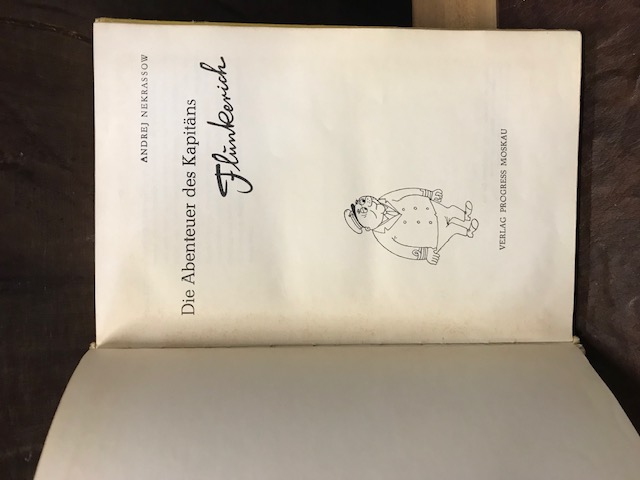 ANDREJ NEKRASSOW
Die Abenteuer des Kapitäns
Flunkerich
VERLAG PROGRESS MOSKAU